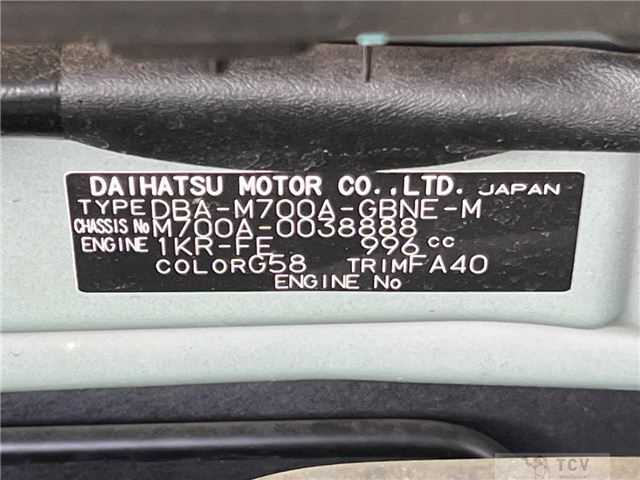 DAIHATSU MOTOR CO.,LTD. JAPAN
TYPE DBA-M700A-GBNE-M
CHASSIS No M700A-0038888
ENGINE 1KR-FE 996 cc
COLOR G58 TRIM FA40
ENGINE No
TCV